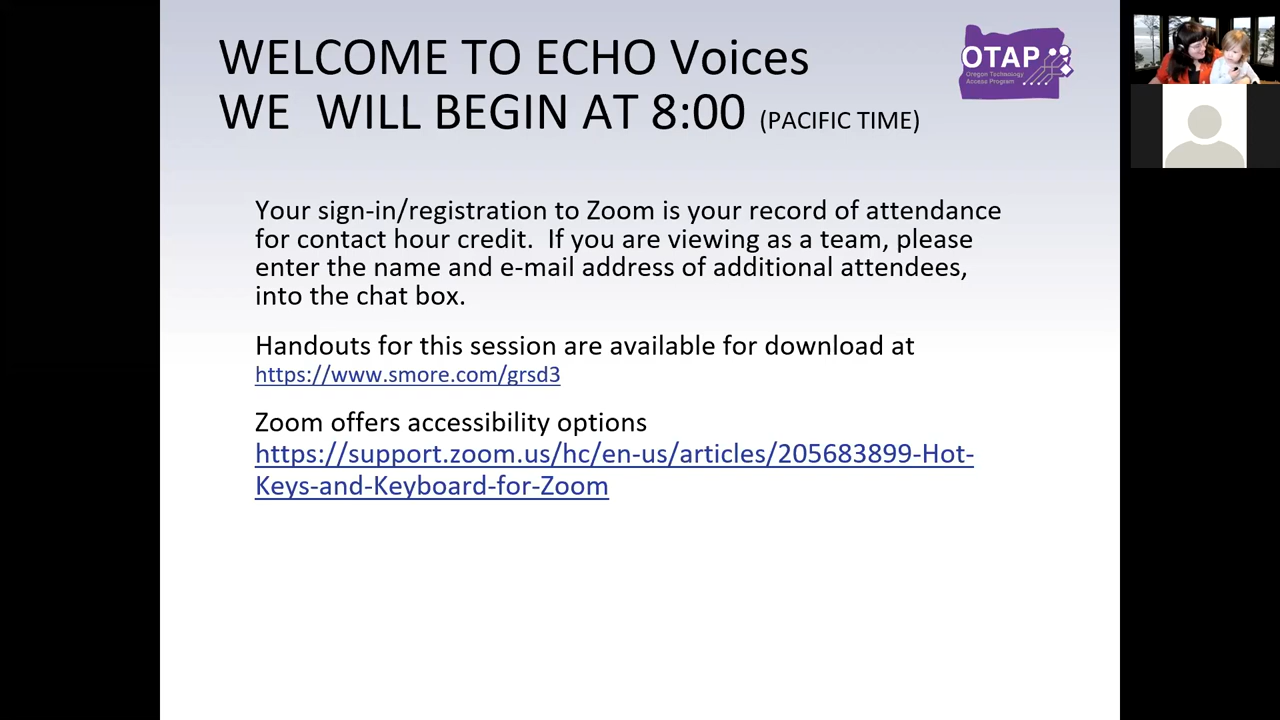 WELCOME TO ECHO Voices
WE WILL BEGIN AT 8:00 (PACIFIC TIME)
OTAP
Oregon Technology
Access Program
Your sign-in/registration to Zoom is your record of attendance
for contact hour credit. If you are viewing as a team, please
enter the name and e-mail address of additional attendees,
into the chat box.
Handouts for this session are available for download at
https://www.smore.com/grsd3
Zoom offers accessibility options
https://support.zoom.us/hc/en-us/articles/205683899-Hot-
Keys-and-Keyboard-for-Zoom